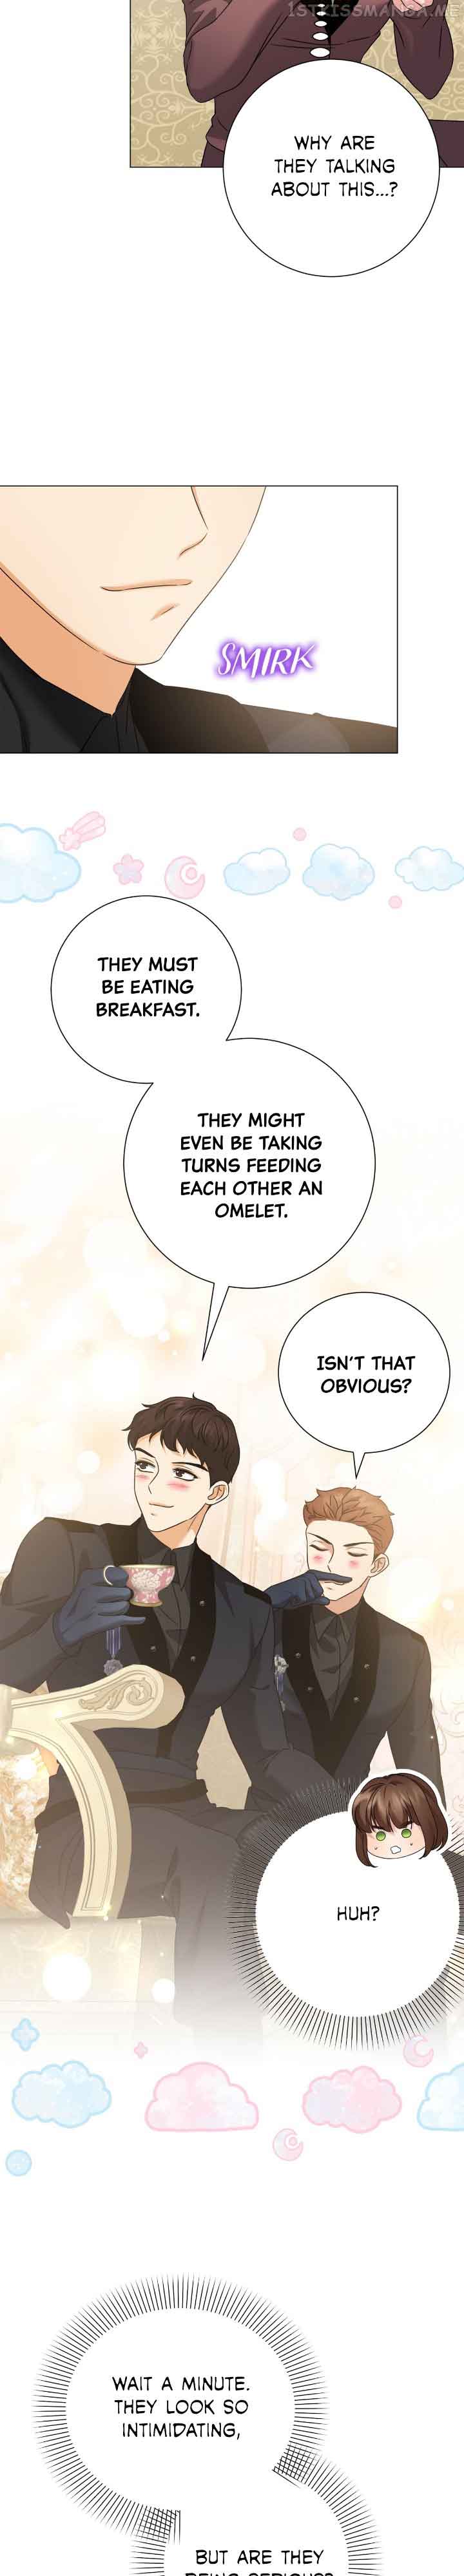 1STKISSMANGA.ME
WHY ARE
THEY TALKING
ABOUT THIS...?
SMIRK
THEY MUST
BE EATING
BREAKFAST.
THEY MIGHT
EVEN BE TAKING
TURNS FEEDING
EACH OTHER AN
OMELET.
ISN'T THAT
OBVIOUS?
HUH?
WAIT A MINUTE.
THEY LOOK SO
INTIMIDATING,
BUT ARE THEY
BEING SERIOUS?